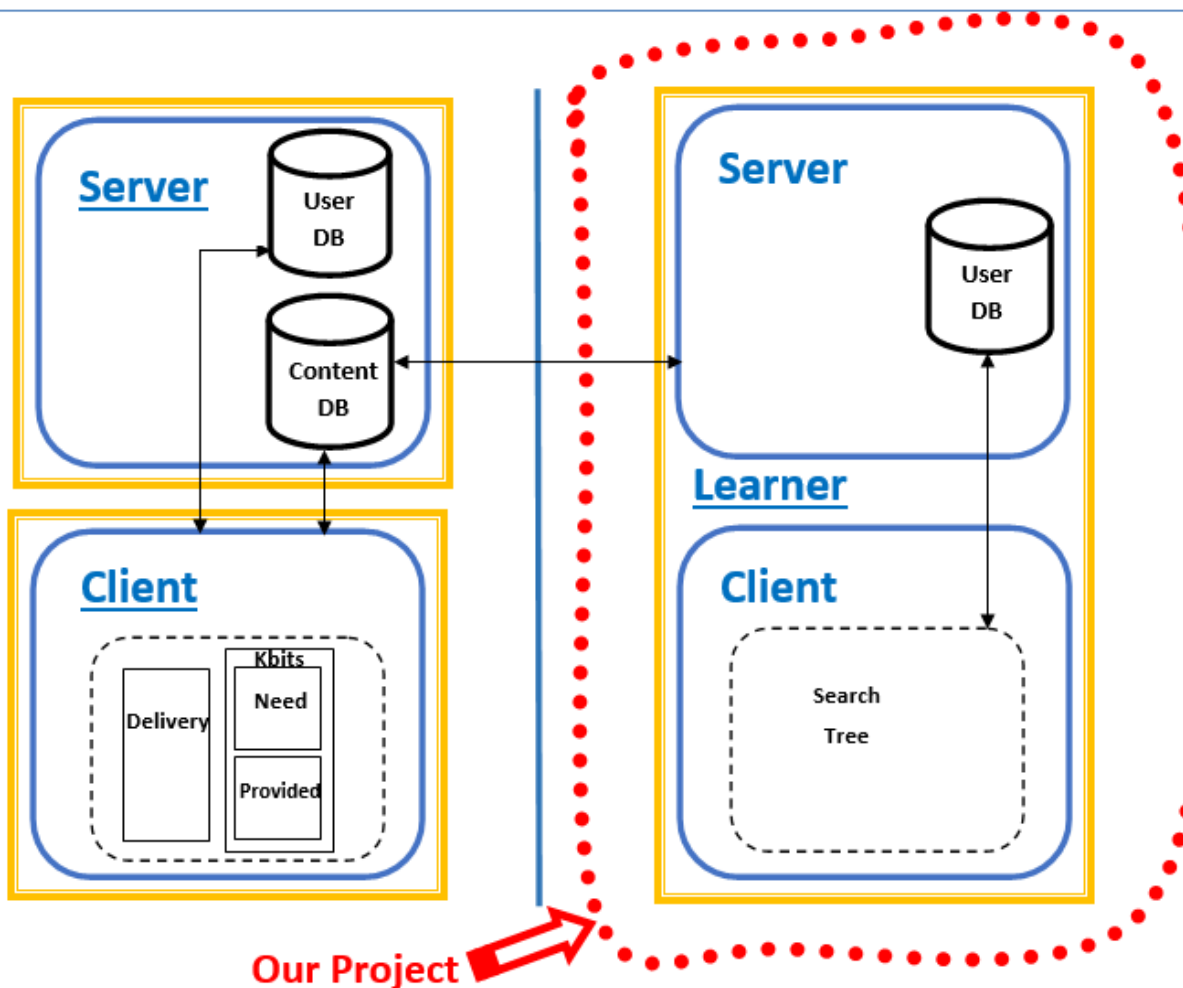 Server
User
DB
Content
DB
Client
Kbits
Need
Delivery
Provided
Server
User
DB
Learner
Client
Search
Tree
Our Project